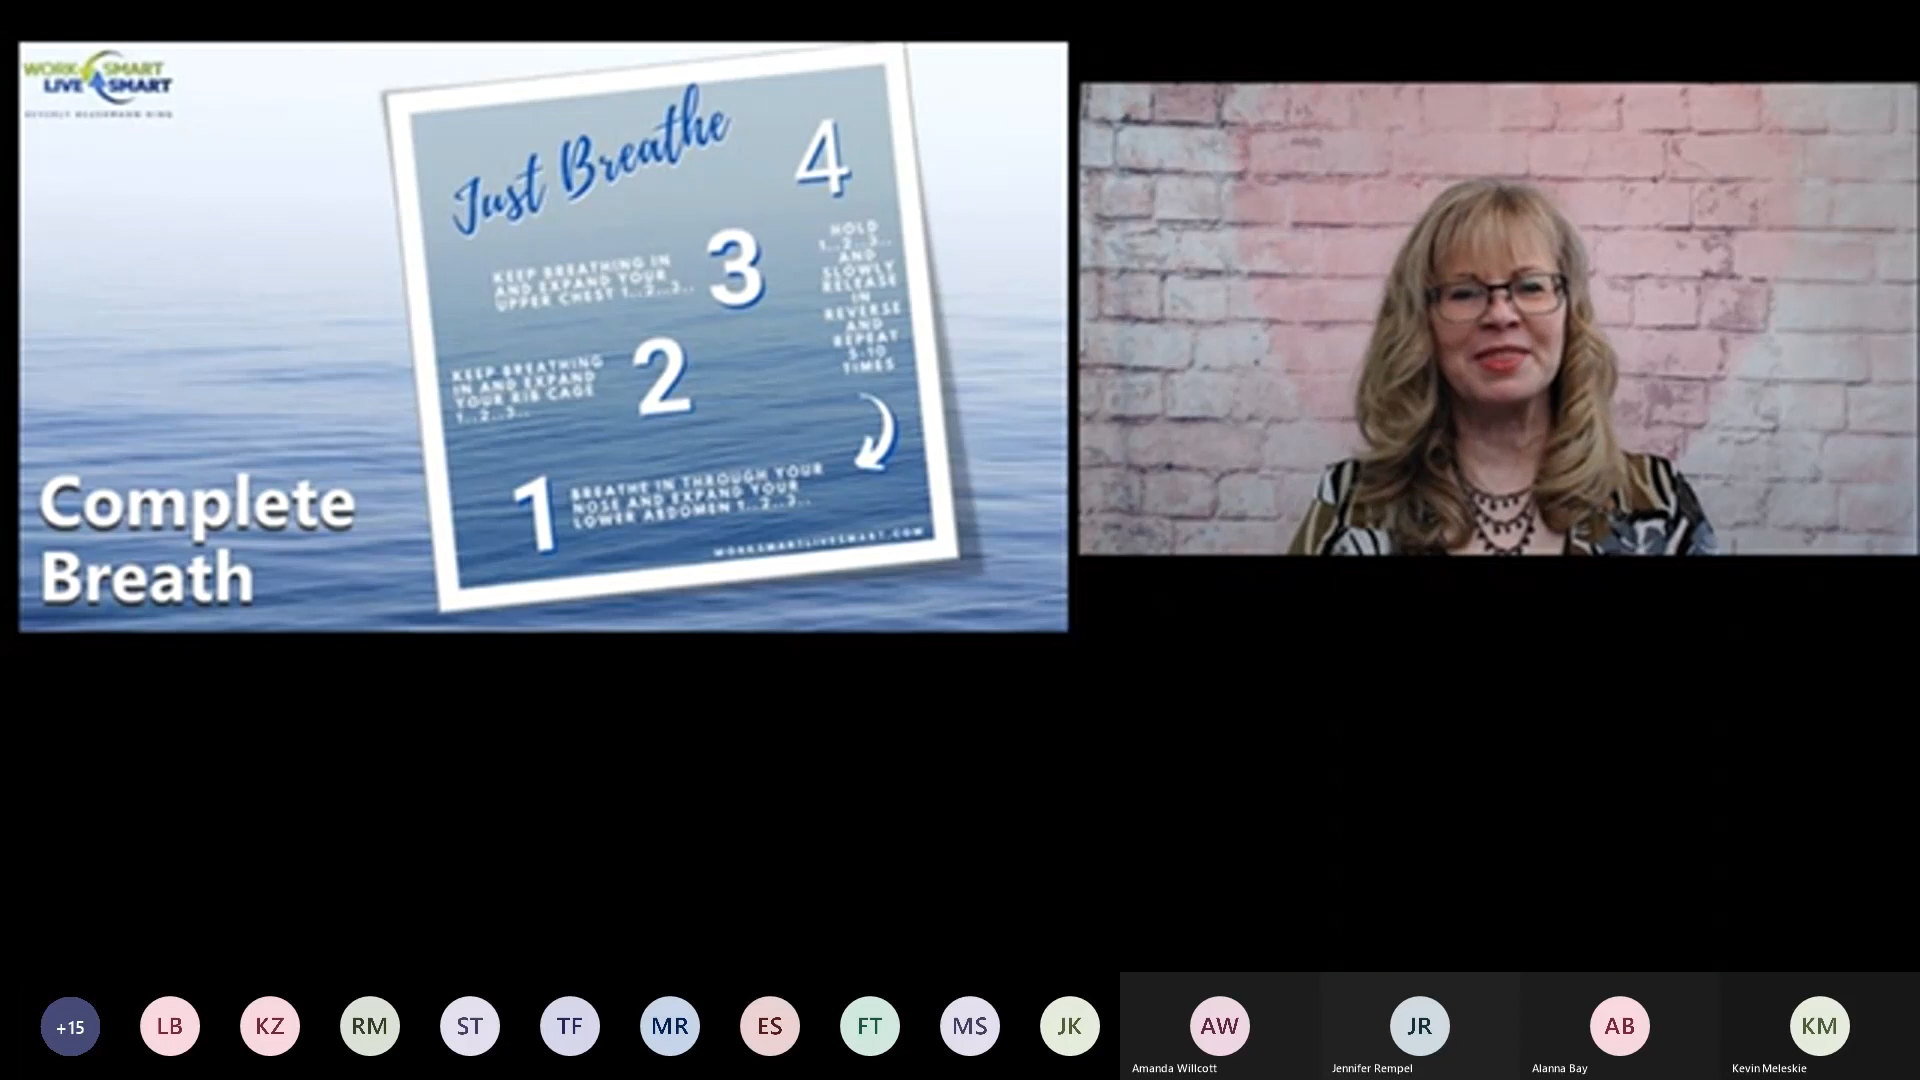 WORK SMART
LIVE SMART
BEVERLY BEUERMANN-KING
Just Breathe
4
HOLD
1..2..3..
AND
SLOWLY
RELEASE
IN
REVERSE
AND
REPEAT
5-10
TIMES
3
KEEP BREATHING IN
AND EXPAND YOUR
UPPER CHEST 1..2..3..
2
KEEP BREATHING
IN AND EXPAND
YOUR RIB CAGE
1..2..3..
1
BREATHE IN THROUGH YOUR
NOSE AND EXPAND YOUR
LOWER ABDOMEN 1..2..3..
WORKSMARTLIVESMART.COM
Complete
Breath
+15
LB
KZ
RM
ST
TF
MR
ES
FT
MS
JK
AW
Amanda Willcott
JR
Jennifer Rempel
AB
Alanna Bay
KM
Kevin Meleskie